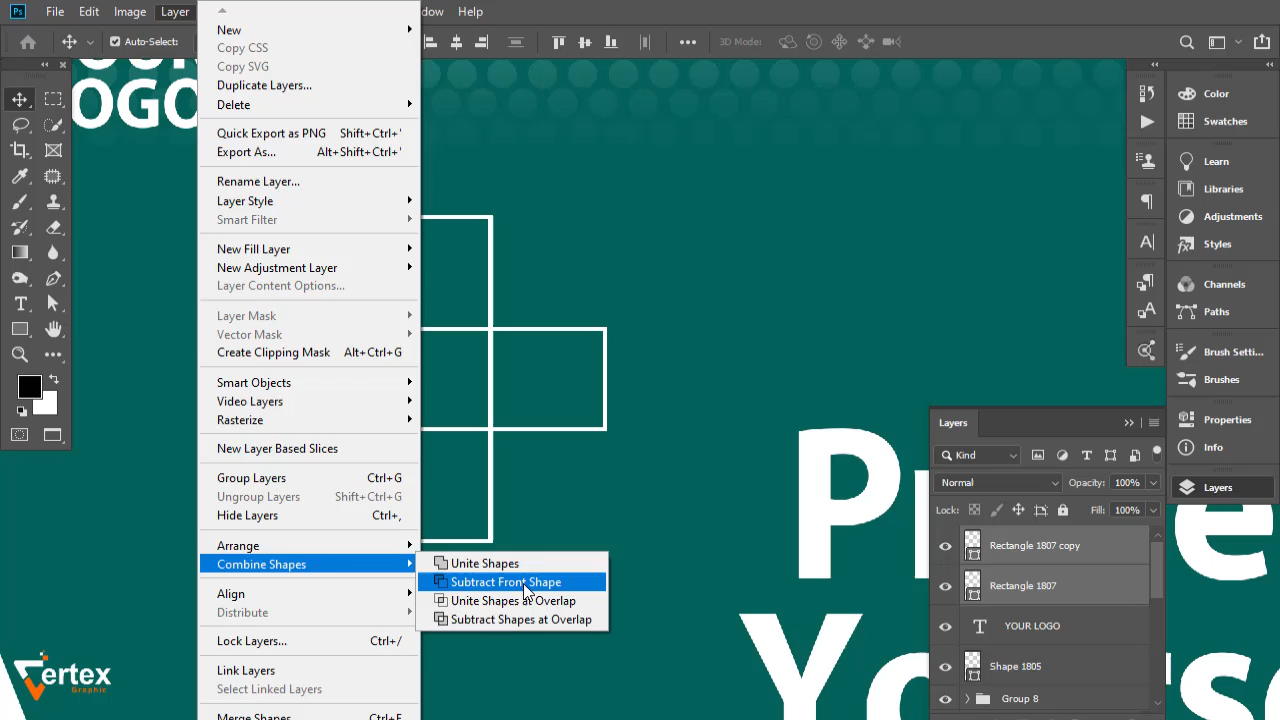 Ps File Edit Image Layer Help
Auto-Select:
3D Mode:
OGO
New
Copy CSS
Copy SVG
Duplicate Layers...
Delete
Quick Export as PNG Shift+Ctrl+'
Export As... Alt+Shift+Ctrl+'
Rename Layer...
Layer Style
Smart Filter
New Fill Layer
New Adjustment Layer
Layer Content Options...
Layer Mask
Vector Mask
Create Clipping Mask Alt+Ctrl+G
Smart Objects
Video Layers
Rasterize
New Layer Based Slices
Group Layers Ctrl+G
Ungroup Layers Shift+Ctrl+G
Hide Layers Ctrl+,
Arrange
Combine Shapes
Align
Distribute
Lock Layers... Ctrl+/
Link Layers
Select Linked Layers
Merge Shapes Ctrl+E
Unite Shapes
Subtract Front Shape
Unite Shapes at Overlap
Subtract Shapes at Overlap
Color
Swatches
Learn
Libraries
Adjustments
Styles
Channels
Paths
Brush Setti...
Brushes
Properties
Info
Layers
Layers
Kind
Normal Opacity: 100%
Lock: Fill: 100%
Rectangle 1807 copy
Rectangle 1807
T YOUR LOGO
Shape 1805
Group 8
Vertex
Graphic